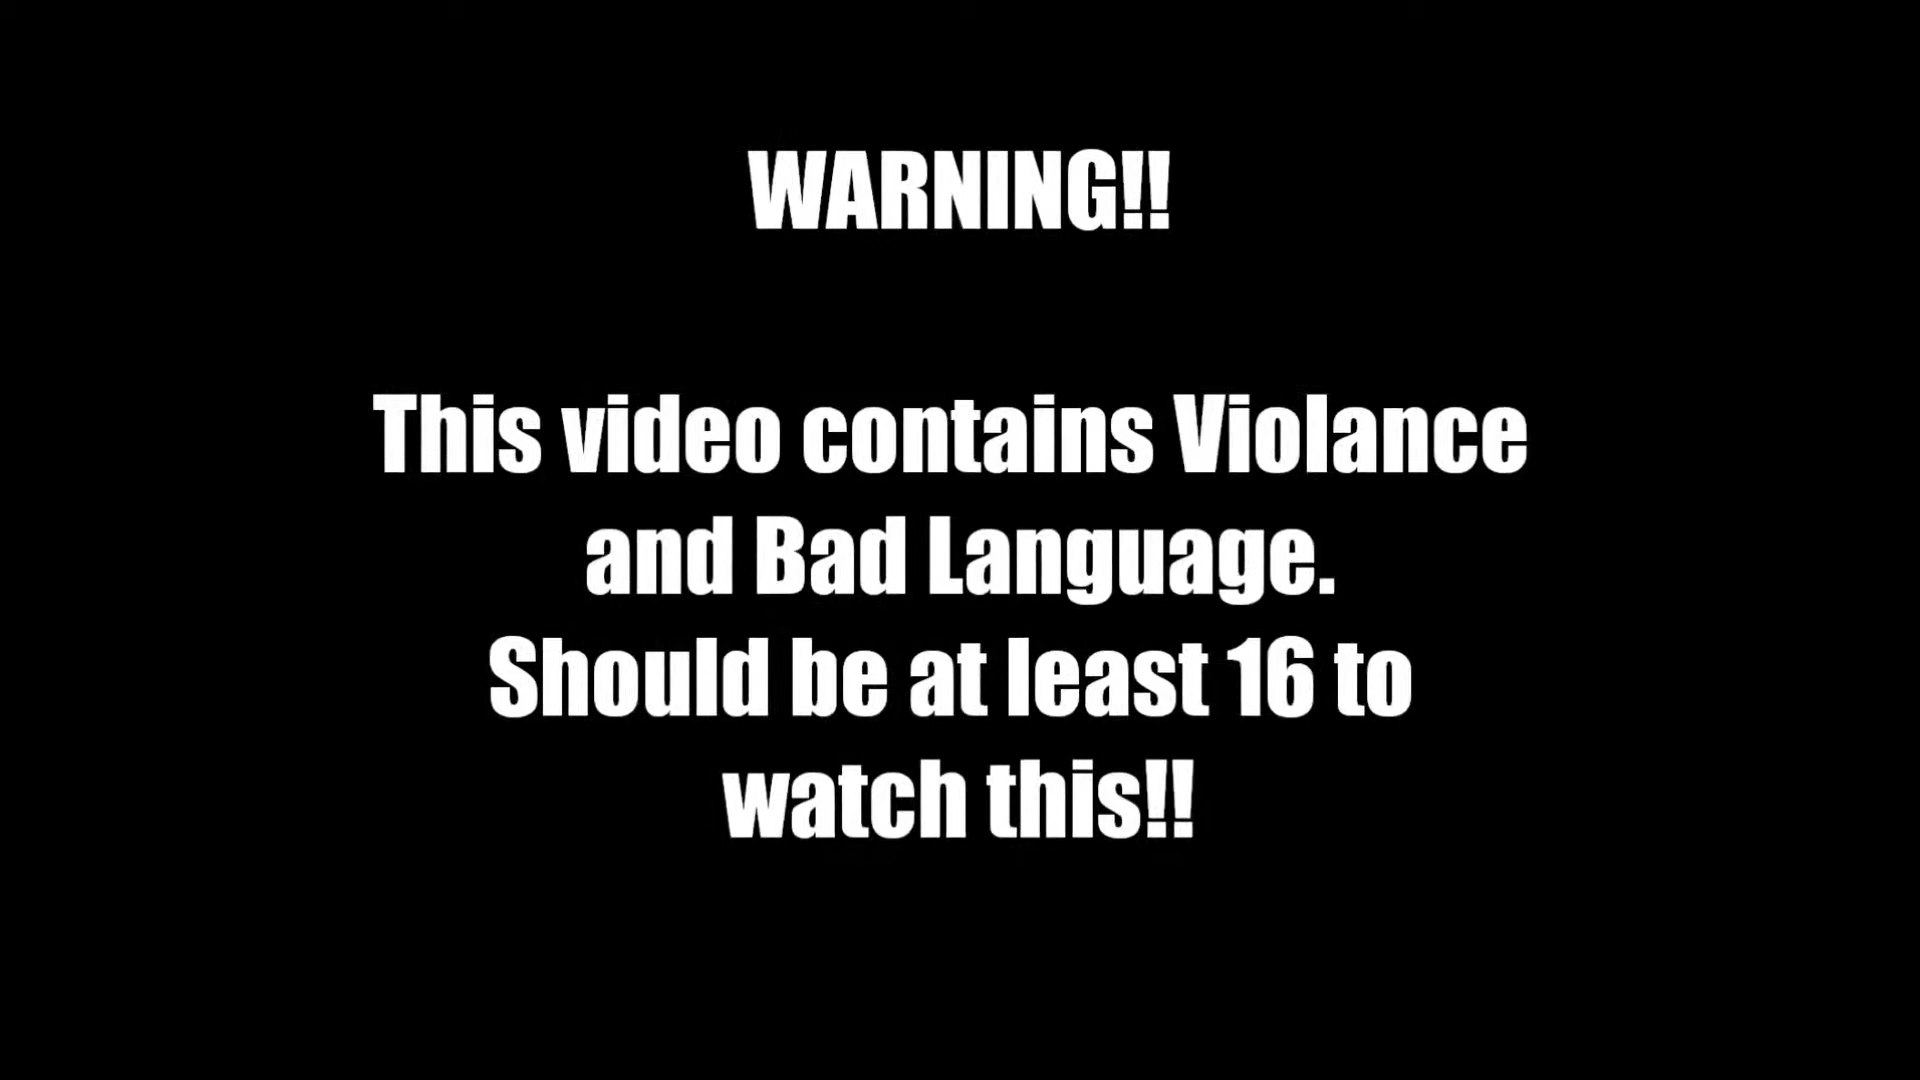 WARNING!!
This video contains Violance
and Bad Language.
Should be at least 16 to
watch this!!